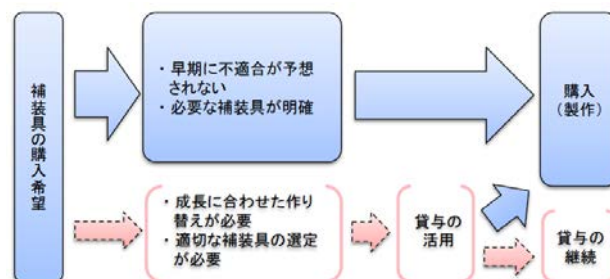 補装具の購入希望
・早期に不適合が予想
されない
・必要な補装具が明確
購入
(製作)
・成長に合わせた作り
替えが必要
・適切な補装具の選定
が必要
貸与の
活用
貸与の
継続